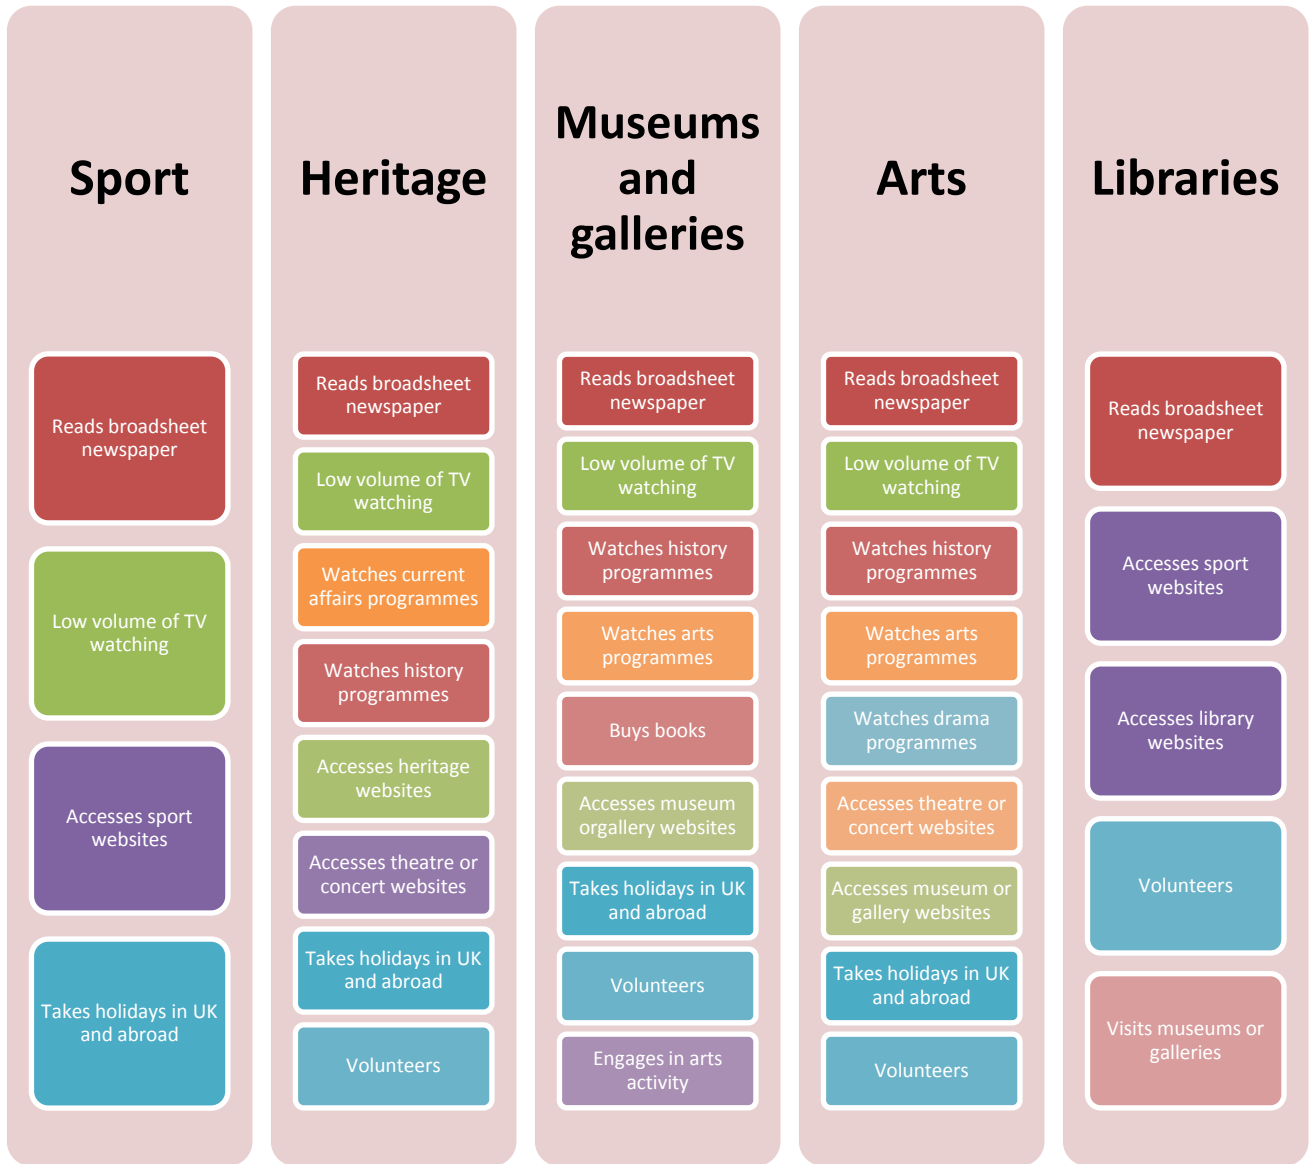 Sport
Reads broadsheet
newspaper
Low volume of TV
watching
Accesses sport
websites
Takes holidays in UK
and abroad
Heritage
Reads broadsheet
newspaper
Low volume of TV
watching
Watches current
affairs programmes
Watches history
programmes
Accesses heritage
websites
Accesses theatre or
concert websites
Takes holidays in UK
and abroad
Volunteers
Museums
and
galleries
Reads broadsheet
newspaper
Low volume of TV
watching
Watches history
programmes
Watches arts
programmes
Buys books
Accesses museum
orgallery websites
Takes holidays in UK
and abroad
Volunteers
Engages in arts
activity
Arts
Reads broadsheet
newspaper
Low volume of TV
watching
Watches history
programmes
Watches arts
programmes
Watches drama
programmes
Accesses theatre or
concert websites
Accesses museum or
gallery websites
Takes holidays in UK
and abroad
Volunteers
Libraries
Reads broadsheet
newspaper
Accesses sport
websites
Accesses library
websites
Volunteers
Visits museums or
galleries